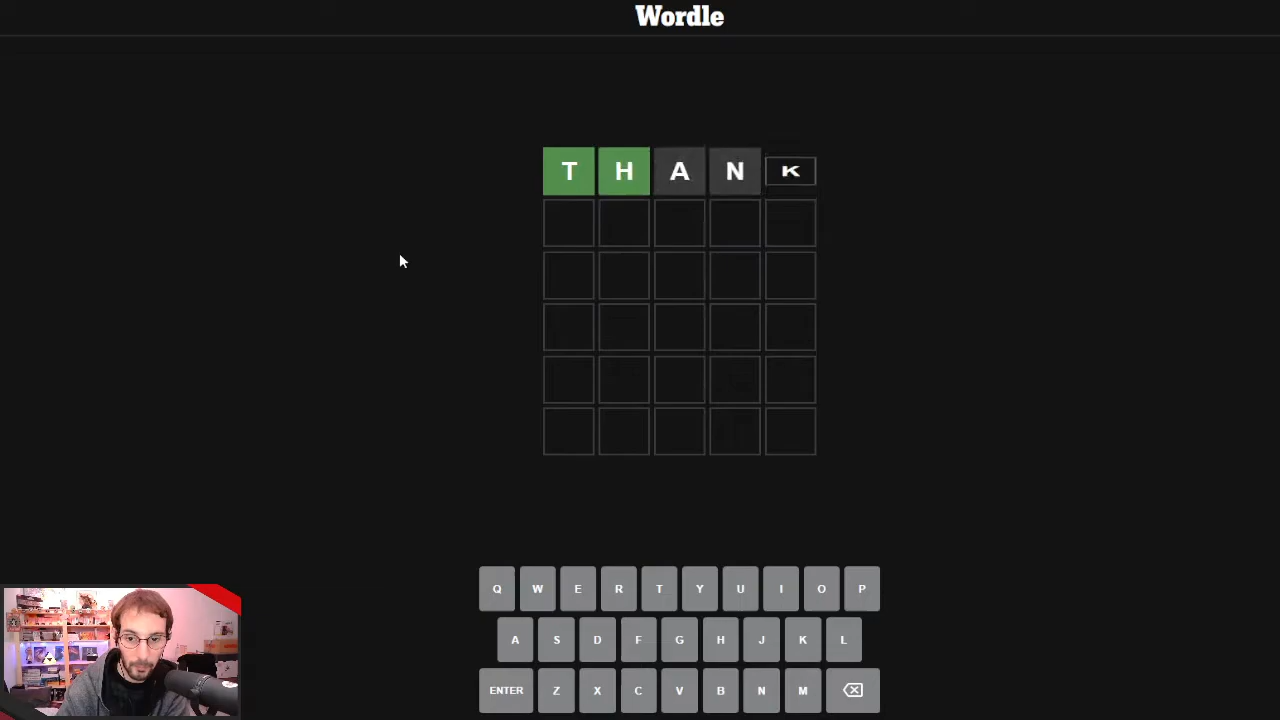 Wordle
T H A N K
Q W E R T Y U I O P
A S D F G H J K L
ENTER Z X C V B N M